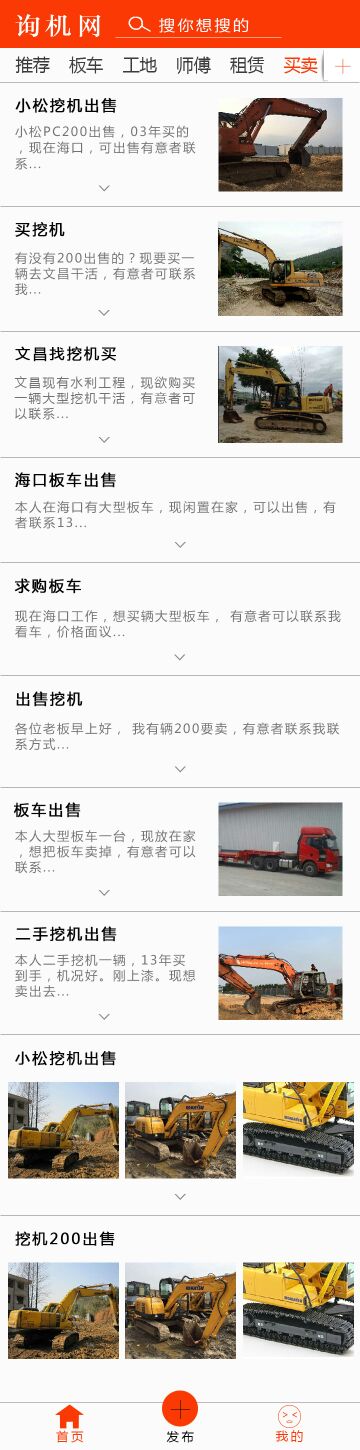 询机网
搜你想搜的
推荐 板车 工地 师傅 租赁 买卖
小松挖机出售
小松PC200出售，03年买的
，现在海口，可出售有意者联
系...
买挖机
有没有200出售的？现要买一
辆去文昌干活，有意者可联系
我...
文昌找挖机买
文昌现有水利工程，现欲购买
一辆大型挖机干活，有意者可
以联系...
海口板车出售
本人在海口有大型板车，现闲置在家，可以出售，有
者联系13...
求购板车
现在海口工作，想买辆大型板车， 有意者可以联系我
看车，价格面议...
出售挖机
各位老板早上好， 我有辆200要卖，有意者联系我联
系方式...
板车出售
本人大型板车一台，现放在家
，想把板车卖掉，有意者可以
联系...
二手挖机出售
本人二手挖机一辆，13年买
到手，机况好。刚上漆。现想
卖出去...
小松挖机出售
KOMATSU
挖机200出售
KOMATSU
首页
发布
我的